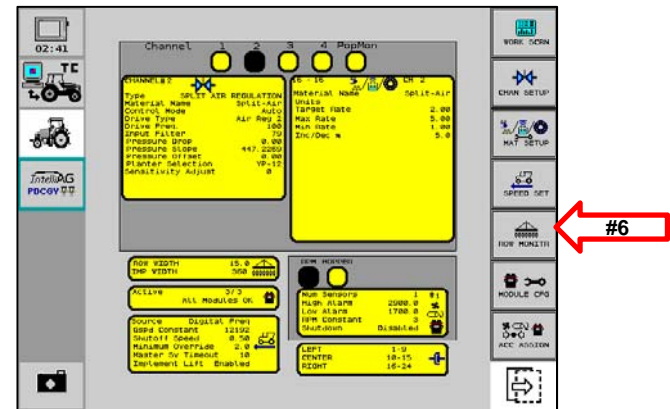 02:41
TE
IntelliAG
PDCGV
Channel 1 2 3 4 PopMon
CHANNEL# 2
Type SPLIT AIR REGULATION
Material Name Split-Air
Control Mode Auto
Drive Type Air Reg 2
Drive Freq. 100
Input Filter 79
Pressure Drop 0.00
Pressure Slope 447.2269
Pressure Offset 0.00
Planter Selection YP-12
Sensitivity Adjust 0
16 - 16 CH 2
Material Name Split-Air
Units
Target Rate 2.00
Max Rate 5.00
Min Rate 1.00
Inc/Dec % 5.0
ROW WIDTH 15.0
IMP WIDTH 360
Active 3/3
All Modules OK
Source Digital Freq
Gspd Constant 12192
Shutoff Speed 0.50
Minimum Override 2.0
Master Sw Timeout 10
Implement Lift Enabled
RPM HOPPER
Num Sensors 1 #1
High Alarm 2900.0
Low Alarm 1700.0
RPM Constant 3
Shutdown Disabled
LEFT 1-9
CENTER 10-15
RIGHT 16-24
WORK SCRN
CHAN SETUP
MAT SETUP
SPEED SET
ROW MONITR
MODULE CFG
ACC ASSIGN
#6